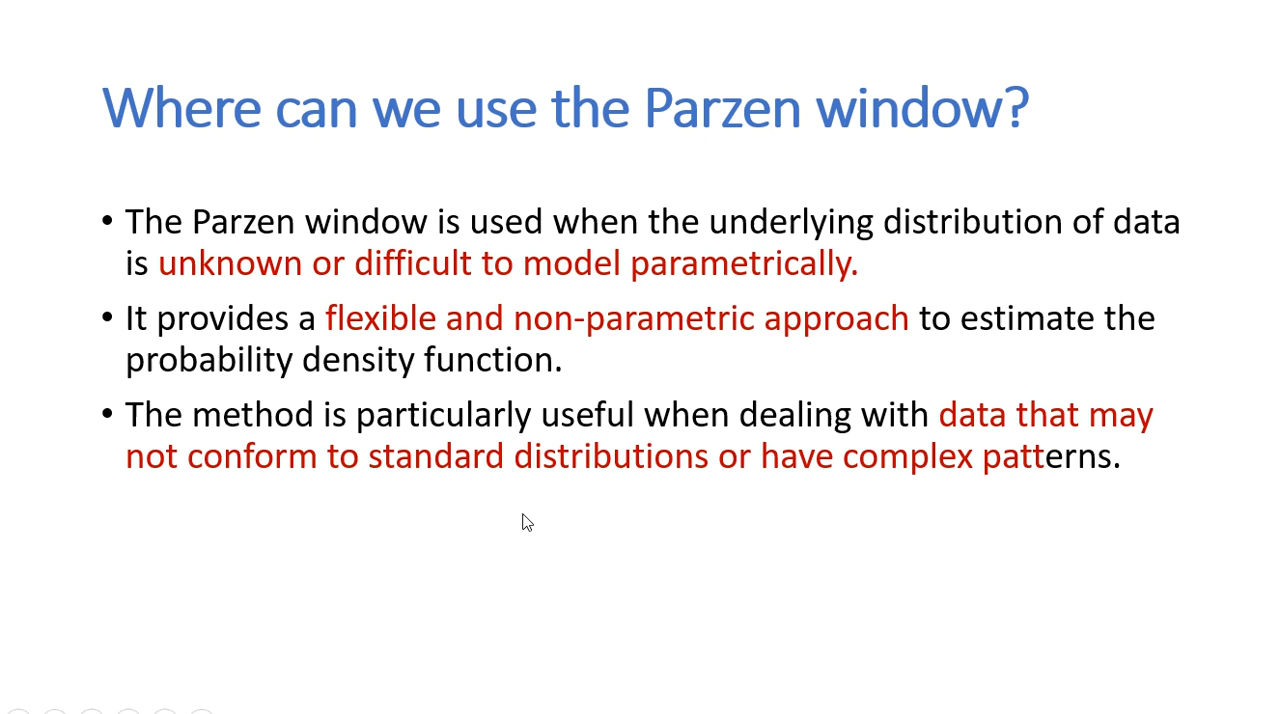 Where can we use the Parzen window?
• The Parzen window is used when the underlying distribution of data
is unknown or difficult to model parametrically.
• It provides a flexible and non-parametric approach to estimate the
probability density function.
• The method is particularly useful when dealing with data that may
not conform to standard distributions or have complex patterns.